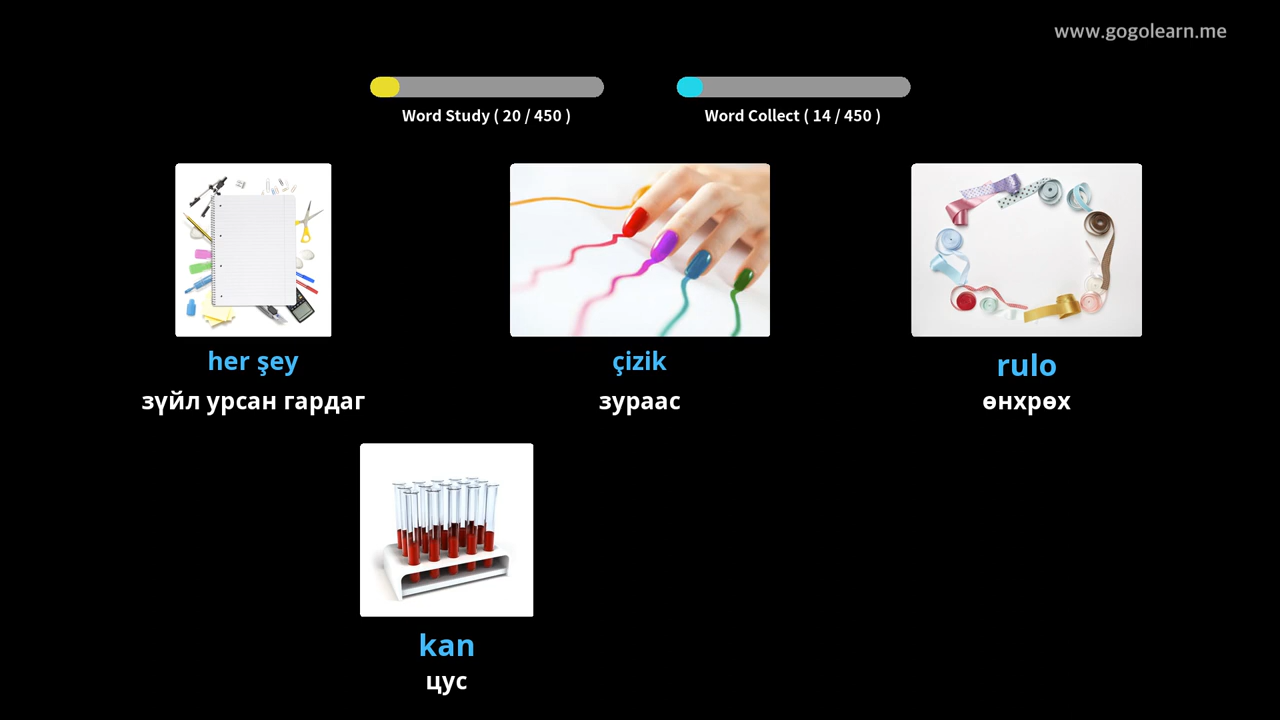 www.gogolearn.me
Word Study ( 20 / 450 )
Word Collect ( 14 / 450 )
her şey
зүйл урсан гардаг
çizik
зураас
rulo
өнхрөх
kan
цус